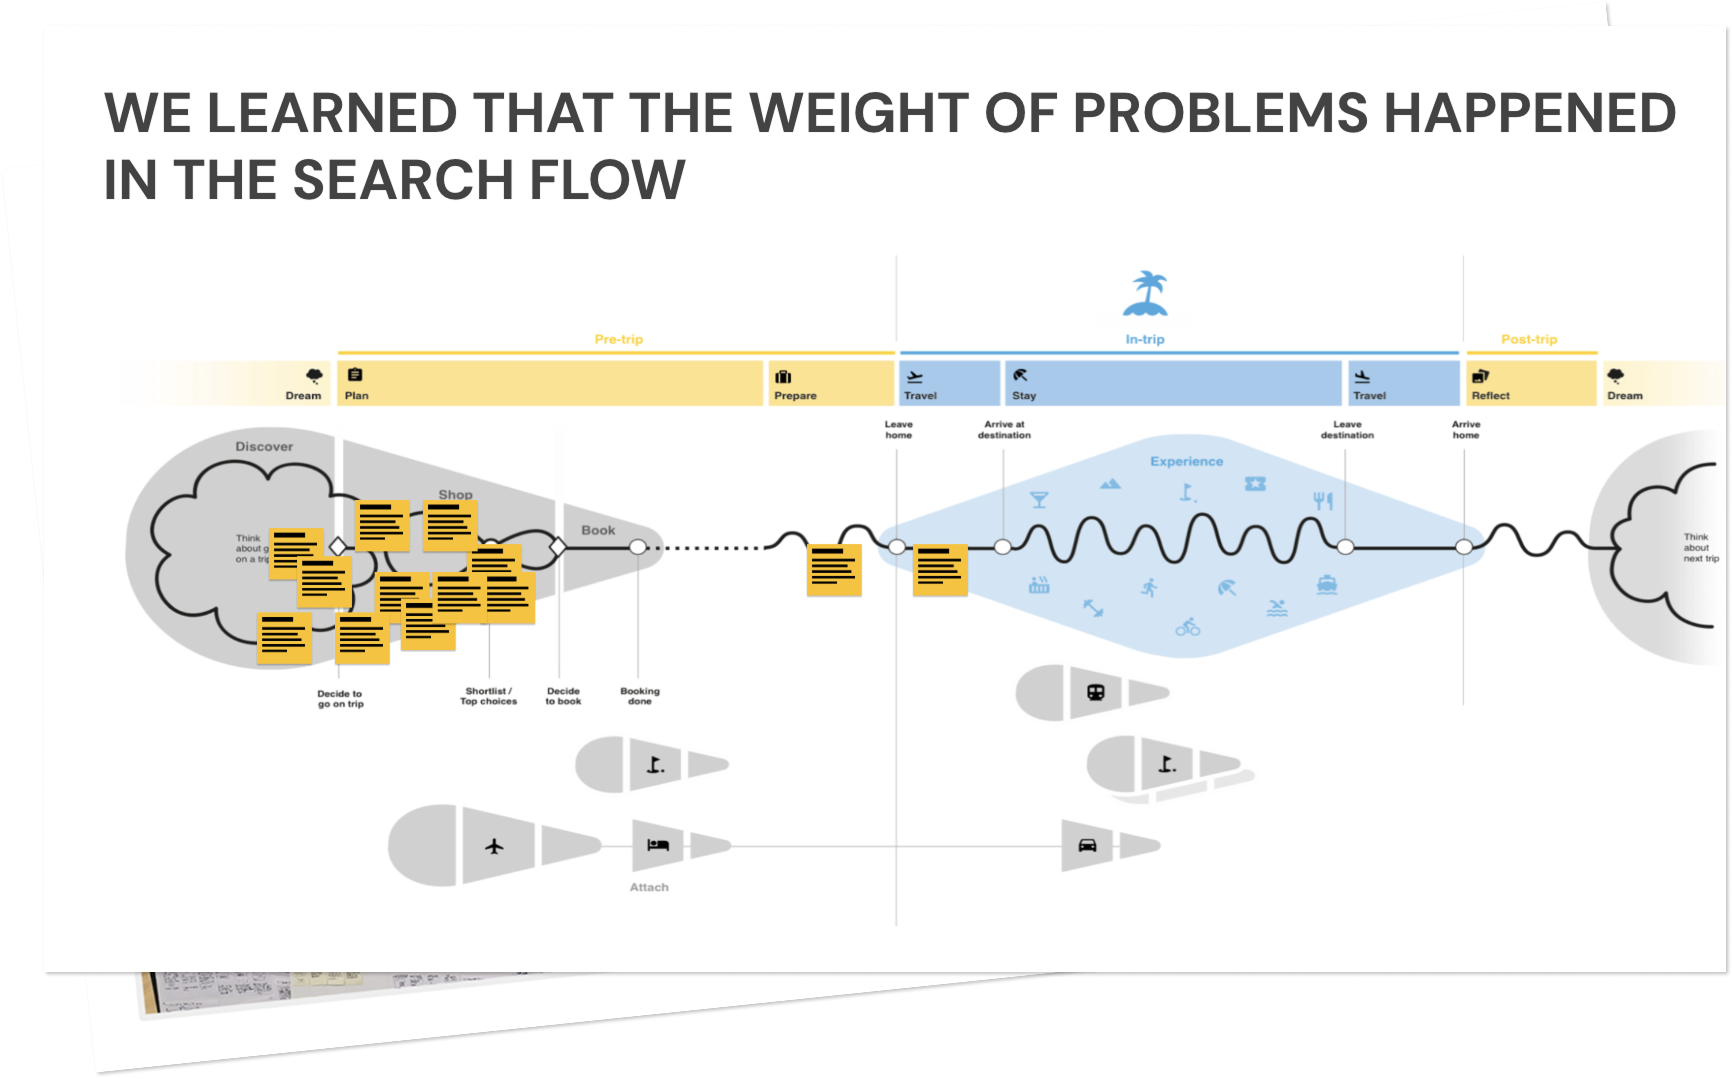 WE LEARNED THAT THE WEIGHT OF PROBLEMS HAPPENED
IN THE SEARCH FLOW
Pre-trip
In-trip
Post-trip
Dream
Plan
Prepare
Travel
Stay
Travel
Reflect
Dream
Leave
home
Arrive at
destination
Leave
destination
Arrive
home
Discover
Shop
Book
Experience
Think
about
on a
Think
about
next trip
Decide to
go on trip
Shortlist /
Top choices
Decide
to book
Booking
done
Attach